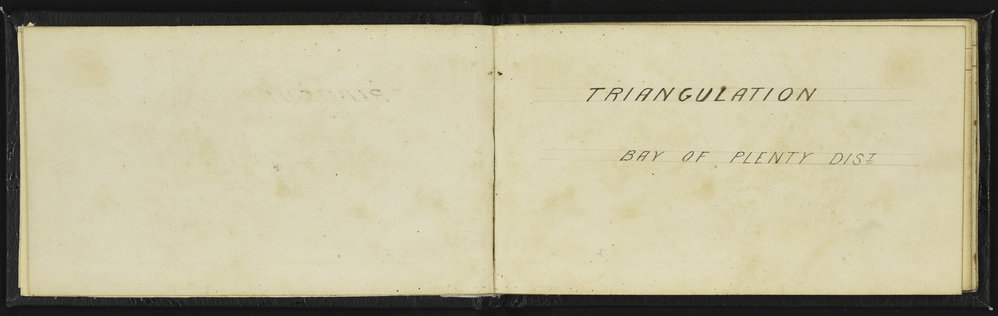 TRIANGULATION
BAY OF PLENTY DIST